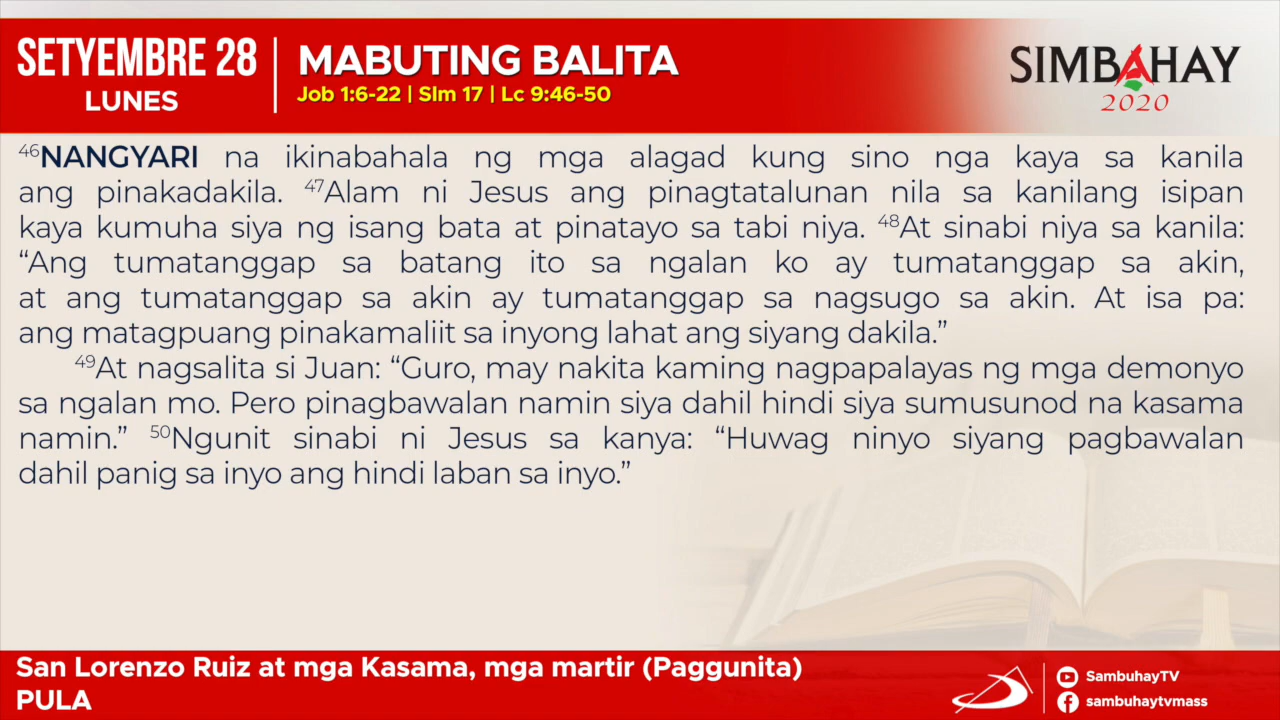 SETYEMBRE 28
LUNES
MABUTING BALITA
Job 1:6-22 | Slm 17 | Lc 9:46-50
SIMBAHAY
2020
46NANGYARI na ikinabahala ng mga alagad kung sino nga kaya sa kanila
ang pinakadakila. 47Alam ni Jesus ang pinagtatalunan nila sa kanilang isipan
kaya kumuha siya ng isang bata at pinatayo sa tabi niya. 48At sinabi niya sa kanila:
“Ang tumatanggap sa batang ito sa ngalan ko ay tumatanggap sa akin,
at ang tumatanggap sa akin ay tumatanggap sa nagsugo sa akin. At isa pa:
ang matagpuang pinakamaliit sa inyong lahat ang siyang dakila.”
49At nagsalita si Juan: “Guro, may nakita kaming nagpapalayas ng mga demonyo
sa ngalan mo. Pero pinagbawalan namin siya dahil hindi siya sumusunod na kasama
namin.” 50Ngunit sinabi ni Jesus sa kanya: “Huwag ninyo siyang pagbawalan
dahil panig sa inyo ang hindi laban sa inyo.”
San Lorenzo Ruiz at mga Kasama, mga martir (Paggunita)
PULA
SambuhayTV
sambuhaytvmass